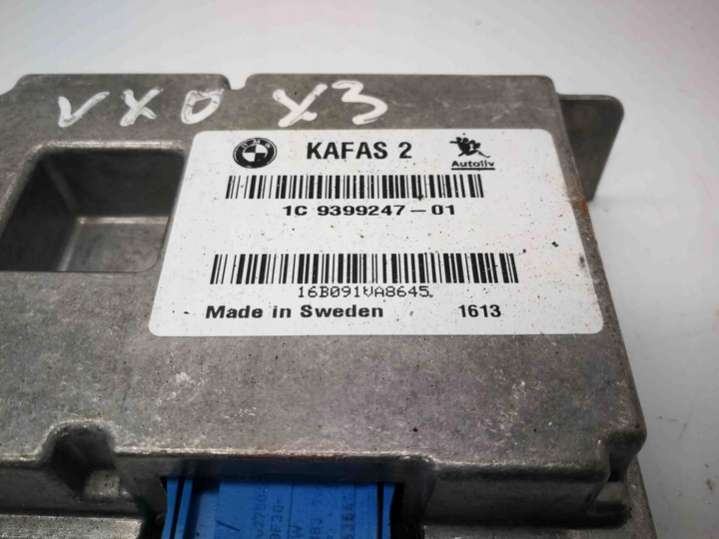 VXO X3
KAFAS 2
Autoliv
1C 9399247-01
16B091VA8645
Made in Sweden 1613